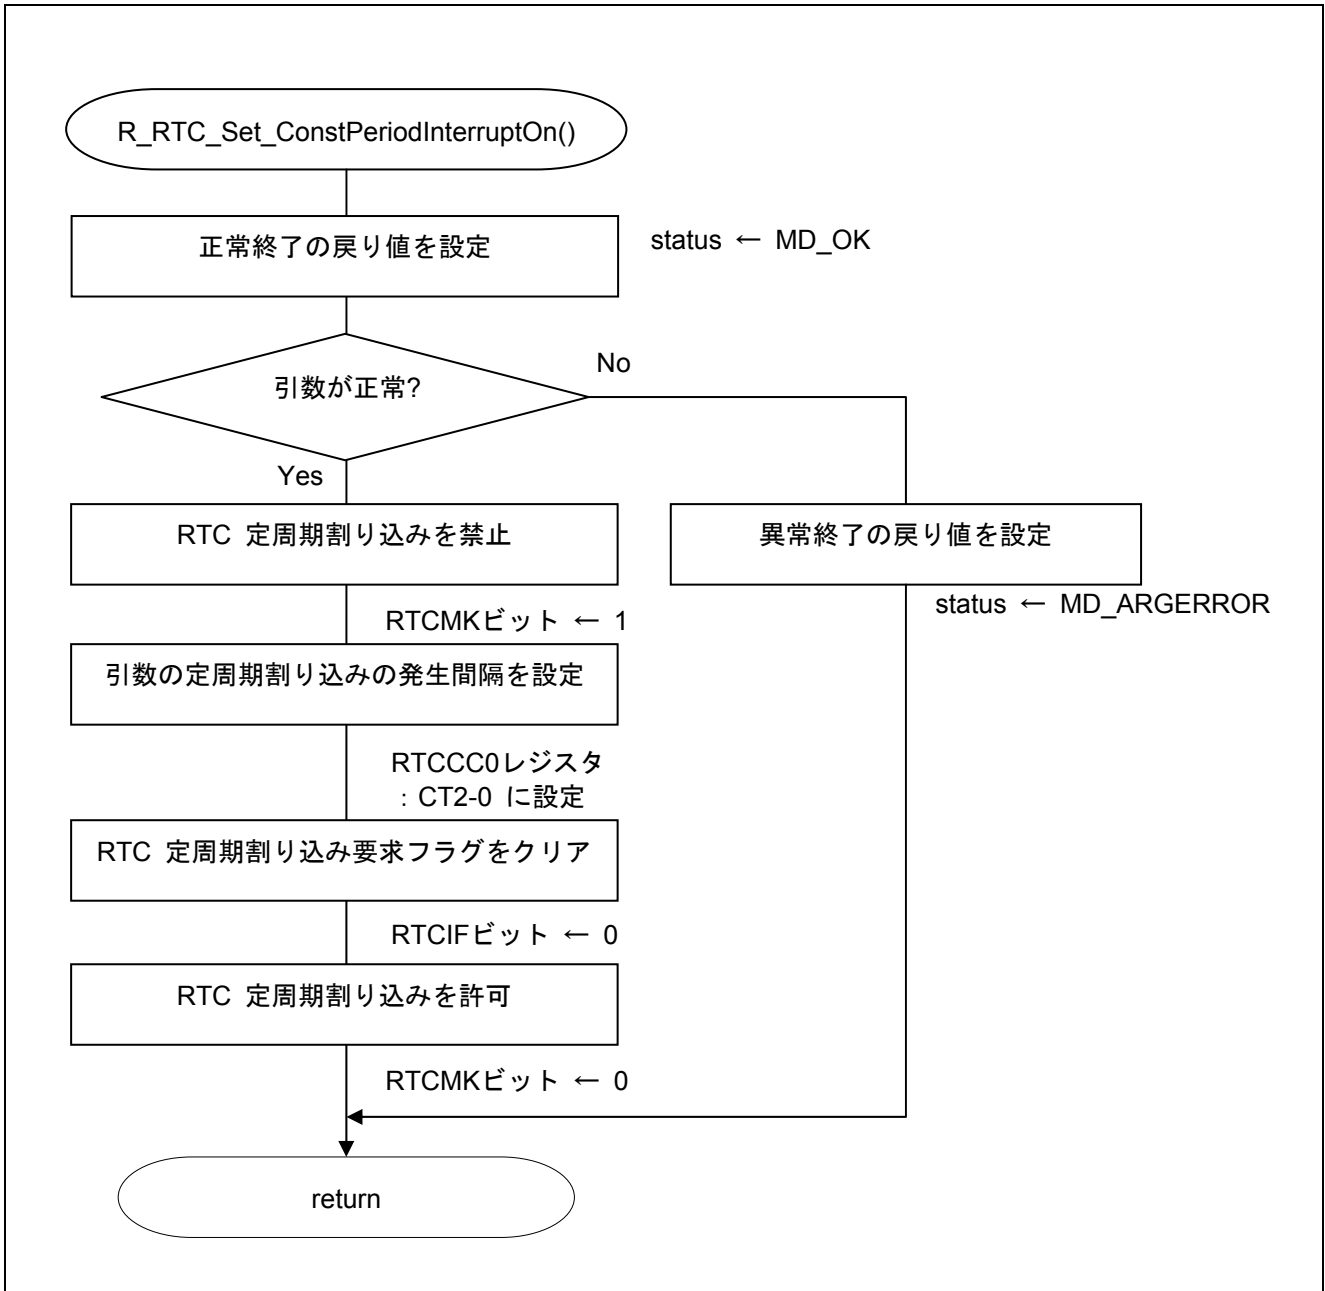 R_RTC_Set_ConstPeriodInterruptOn()
正常終了の戻り値を設定
status ← MD_OK
引数が正常?
No
Yes
RTC 定周期割り込みを禁止
異常終了の戻り値を設定
RTCMKビット ← 1
status ← MD_ARGERROR
引数の定周期割り込みの発生間隔を設定
RTCCC0レジスタ
: CT2-0 に設定
RTC 定周期割り込み要求フラグをクリア
RTCIFビット ← 0
RTC 定周期割り込みを許可
RTCMKビット ← 0
return